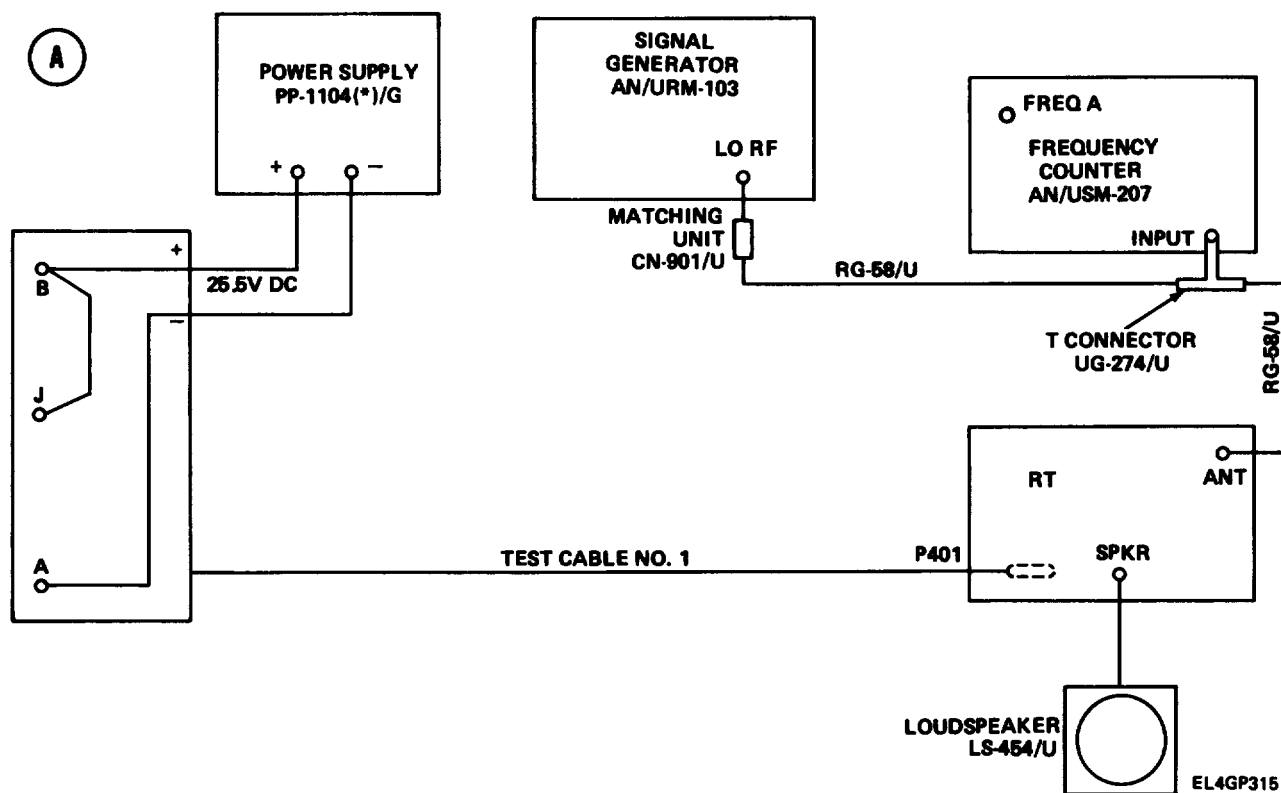 A
POWER SUPPLY
PP-1104(*)/G
+
−
SIGNAL
GENERATOR
AN/URM-103
LO RF
FREQ A
FREQUENCY
COUNTER
AN/USM-207
INPUT
MATCHING
UNIT
CN-901/U
RG-58/U
T CONNECTOR
UG-274/U
RG-58/U
+
B
25.5V DC
−
J
A
TEST CABLE NO. 1
P401
RT
ANT
SPKR
LOUDSPEAKER
LS-454/U
EL4GP315